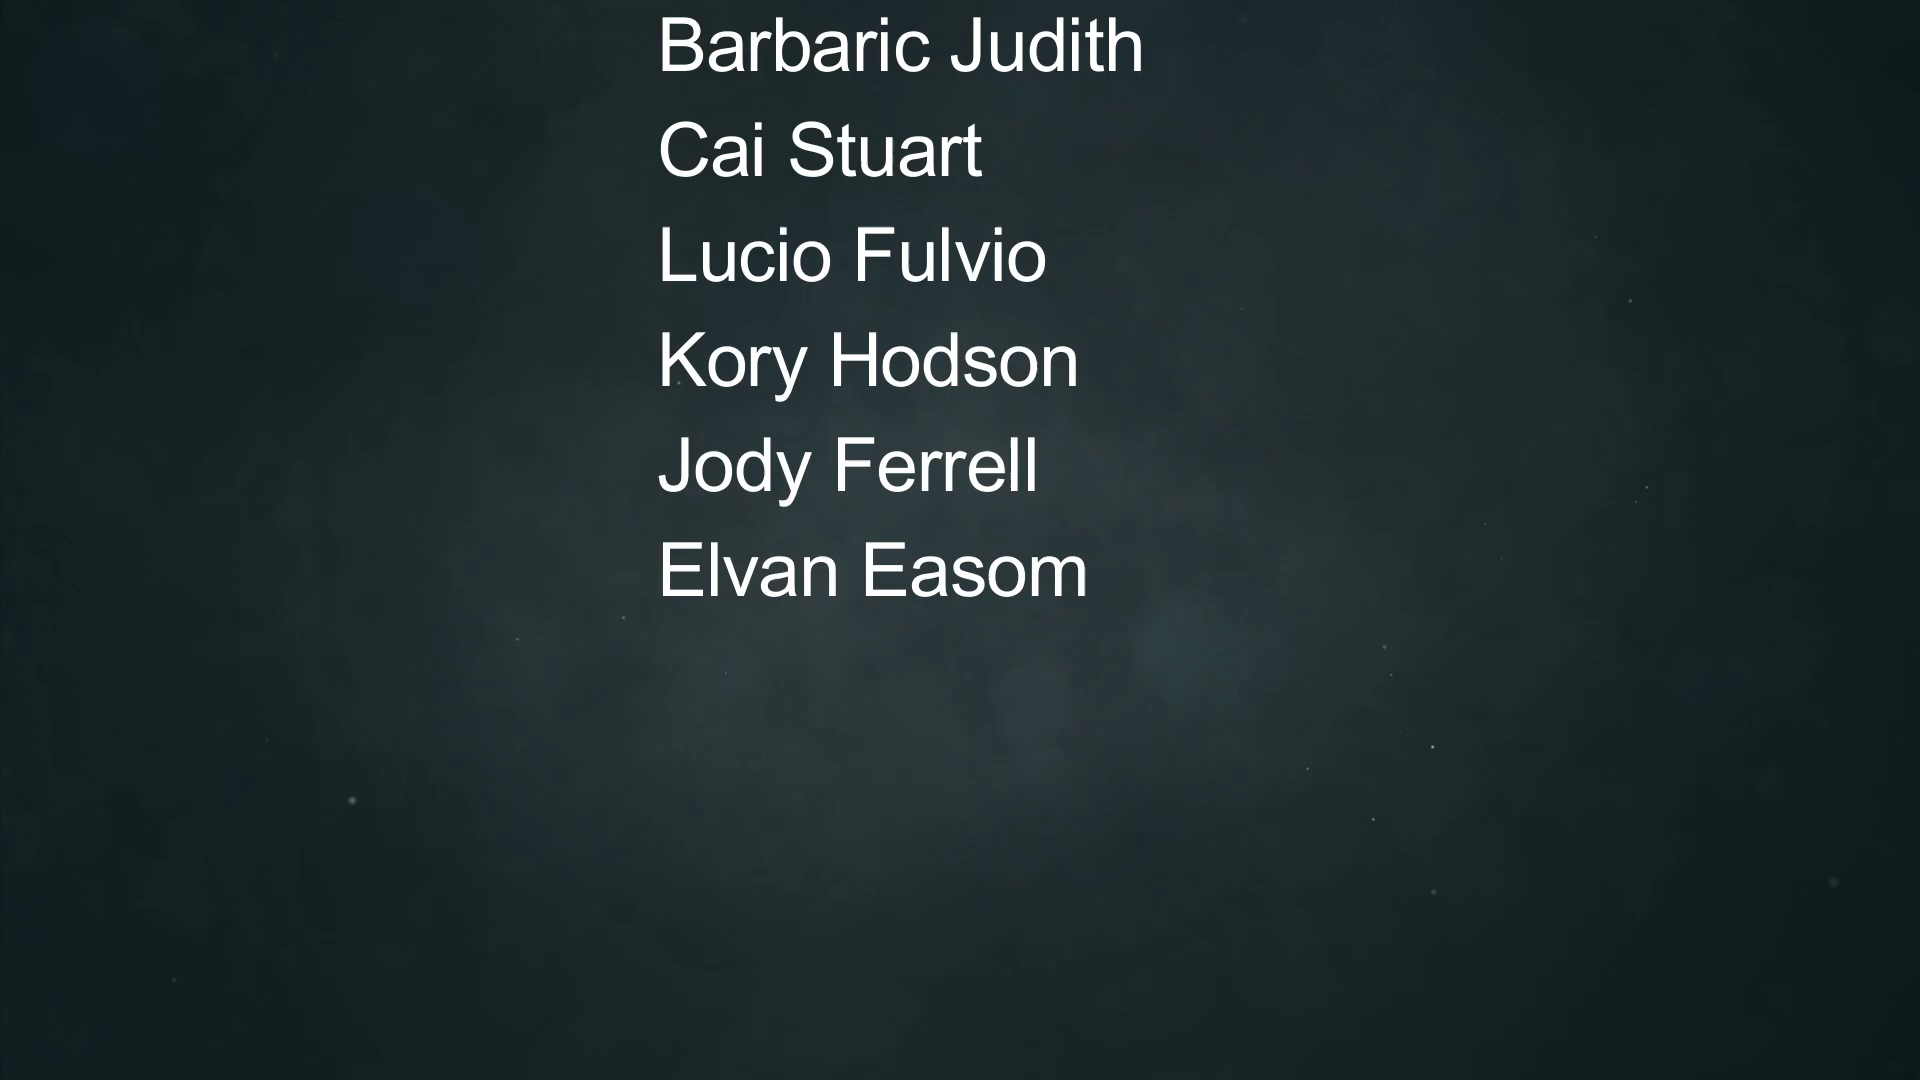 Barbaric Judith
Cai Stuart
Lucio Fulvio
Kory Hodson
Jody Ferrell
Elvan Easom